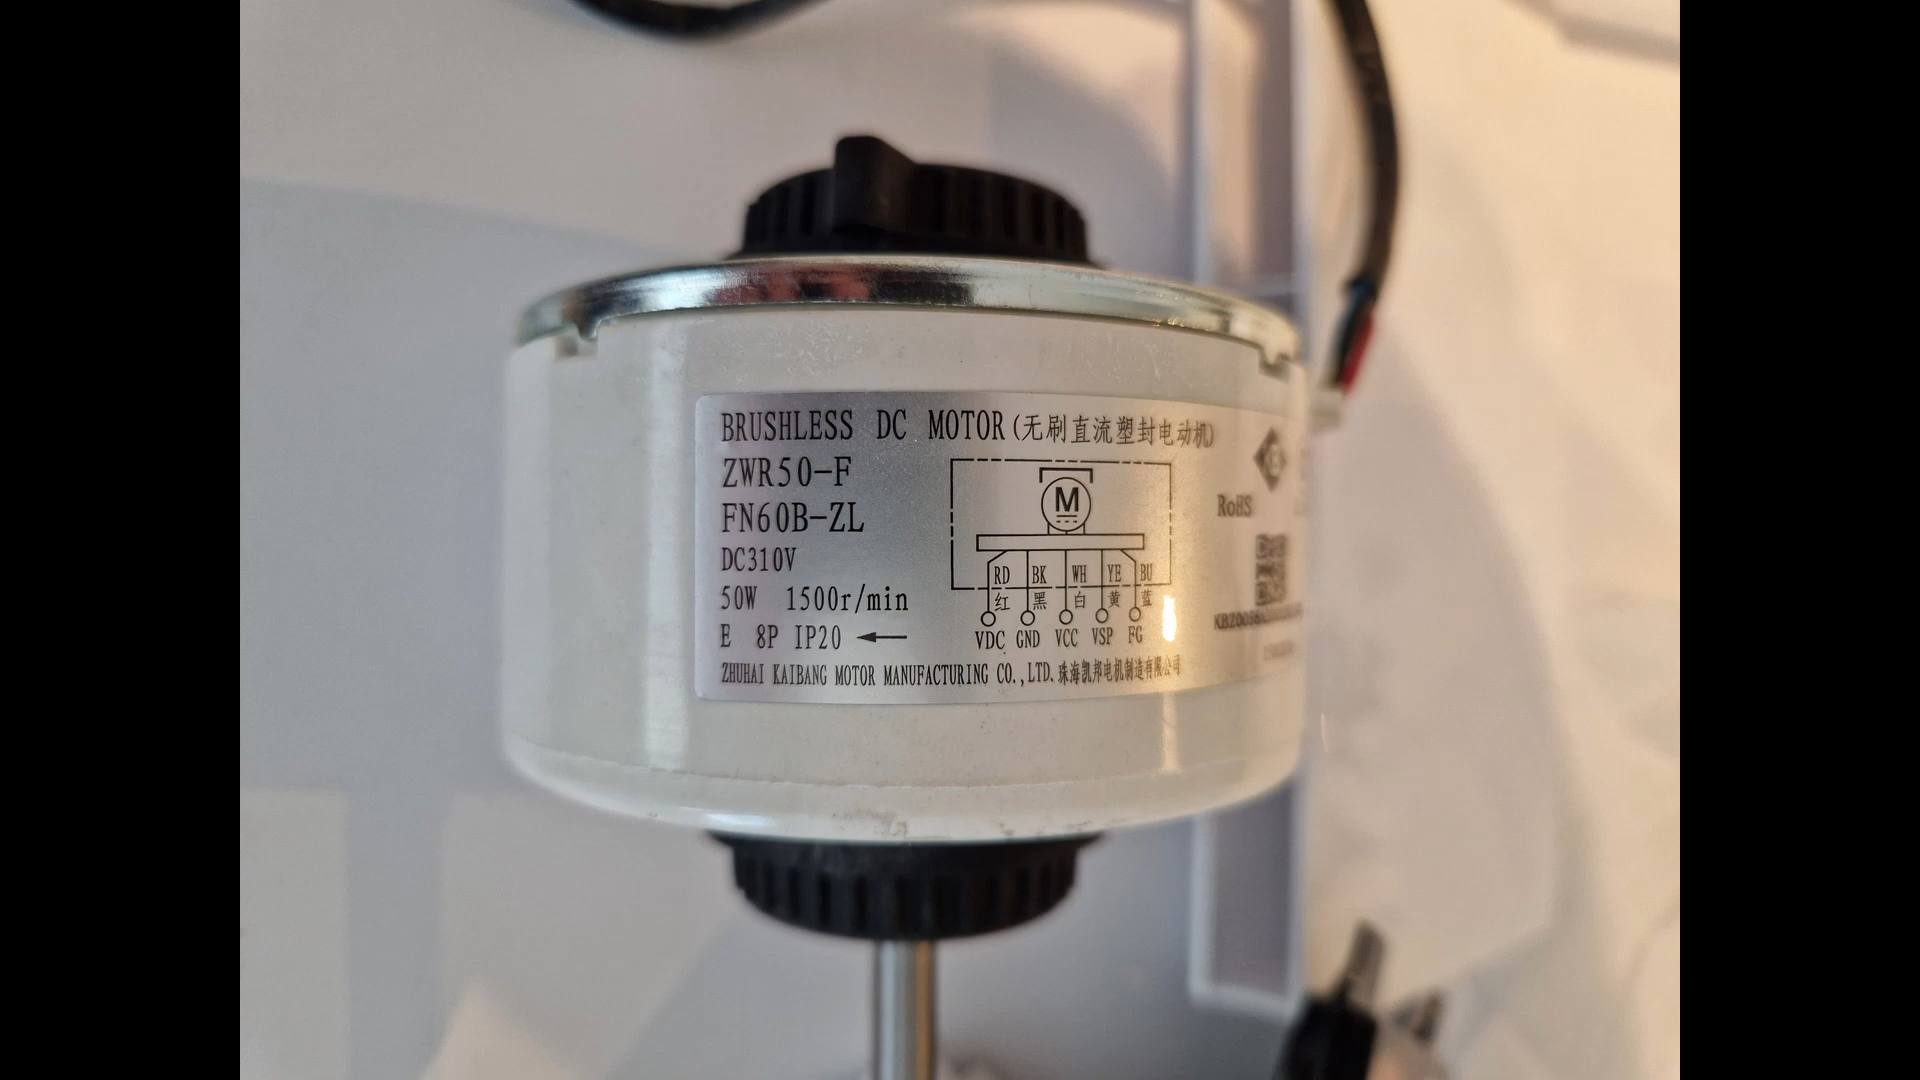 BRUSHLESS DC MOTOR(无刷直流塑封电动机)
ZWR50-F
FN60B-ZL
DC310V
50W 1500r/min
E 8P IP20
M
RD BK WH YE BU
红 黑 白 黄 蓝
VDC GND VCC VSP FG
ZHUHAI KAIBANG MOTOR MANUFACTURING CO.,LTD.珠海凯邦电机制造有限公司
RoHS